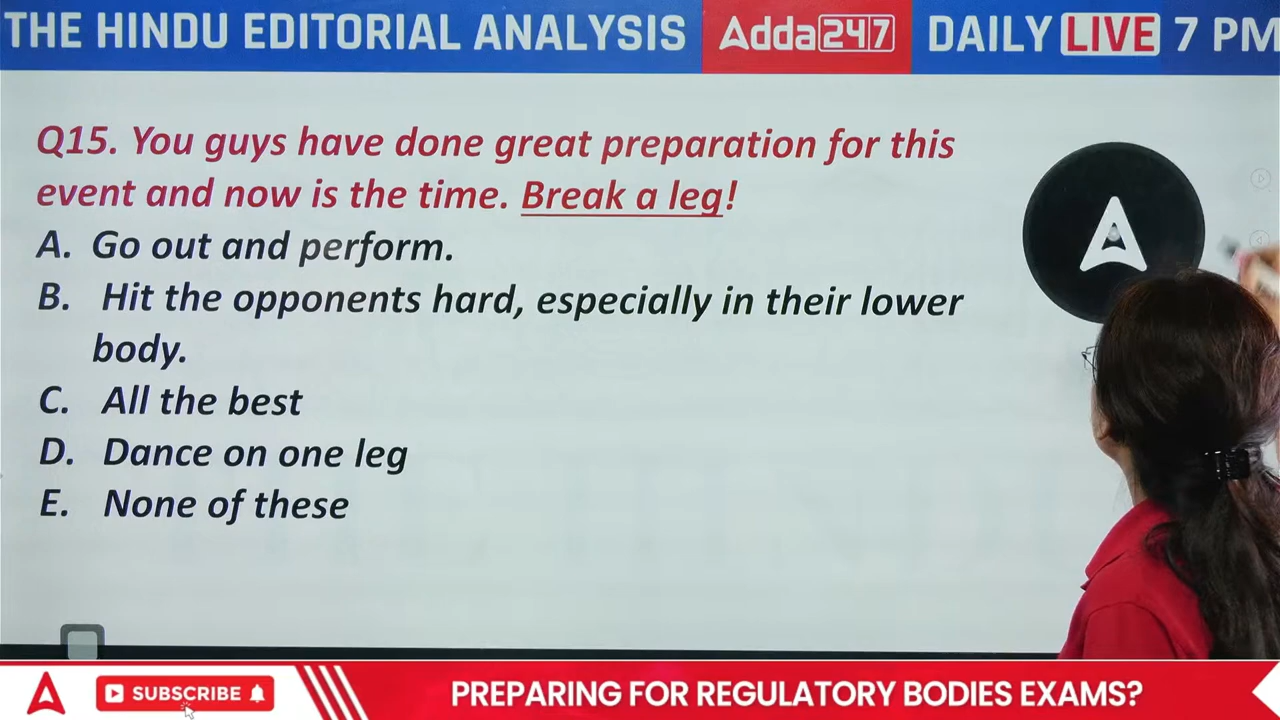 THE HINDU EDITORIAL ANALYSIS Adda247 DAILY LIVE 7 PM
Q15. You guys have done great preparation for this
event and now is the time. Break a leg!
A. Go out and perform.
B. Hit the opponents hard, especially in their lower
body.
C. All the best
D. Dance on one leg
E. None of these
SUBSCRIBE PREPARING FOR REGULATORY BODIES EXAMS?